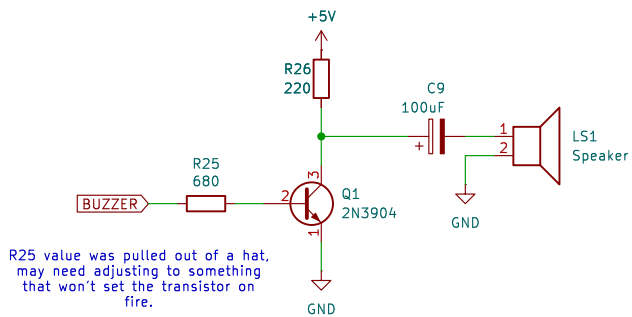 +5V
R26
220
C9
100uF
+
1
2
LS1
Speaker
GND
R25
680
BUZZER
2
3
1
Q1
2N3904
GND
R25 value was pulled out of a hat,
may need adjusting to something
that won't set the transistor on
fire.